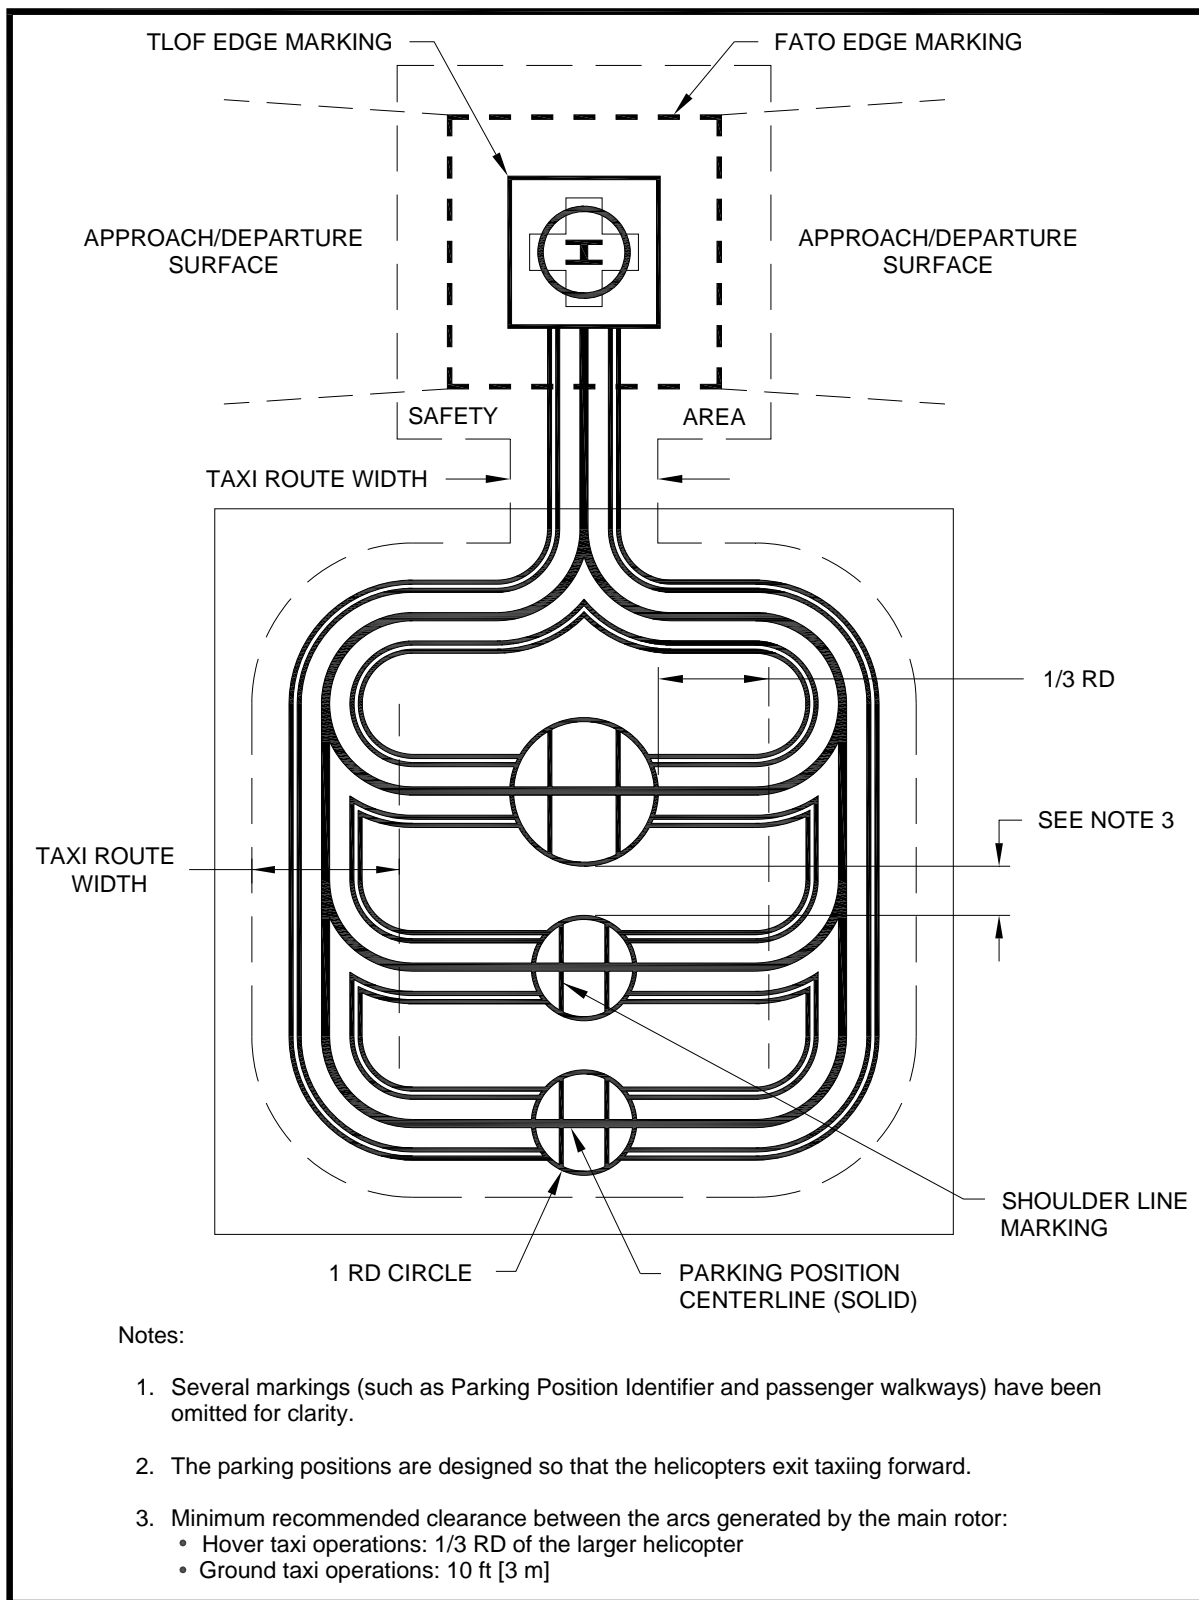 TLOF EDGE MARKING
FATO EDGE MARKING
APPROACH/DEPARTURE
SURFACE
APPROACH/DEPARTURE
SURFACE
H
SAFETY
AREA
TAXI ROUTE WIDTH
1/3 RD
SEE NOTE 3
TAXI ROUTE
WIDTH
SHOULDER LINE
MARKING
1 RD CIRCLE
PARKING POSITION
CENTERLINE (SOLID)
Notes:
1. Several markings (such as Parking Position Identifier and passenger walkways) have been
omitted for clarity.
2. The parking positions are designed so that the helicopters exit taxiing forward.
3. Minimum recommended clearance between the arcs generated by the main rotor:
• Hover taxi operations: 1/3 RD of the larger helicopter
• Ground taxi operations: 10 ft [3 m]